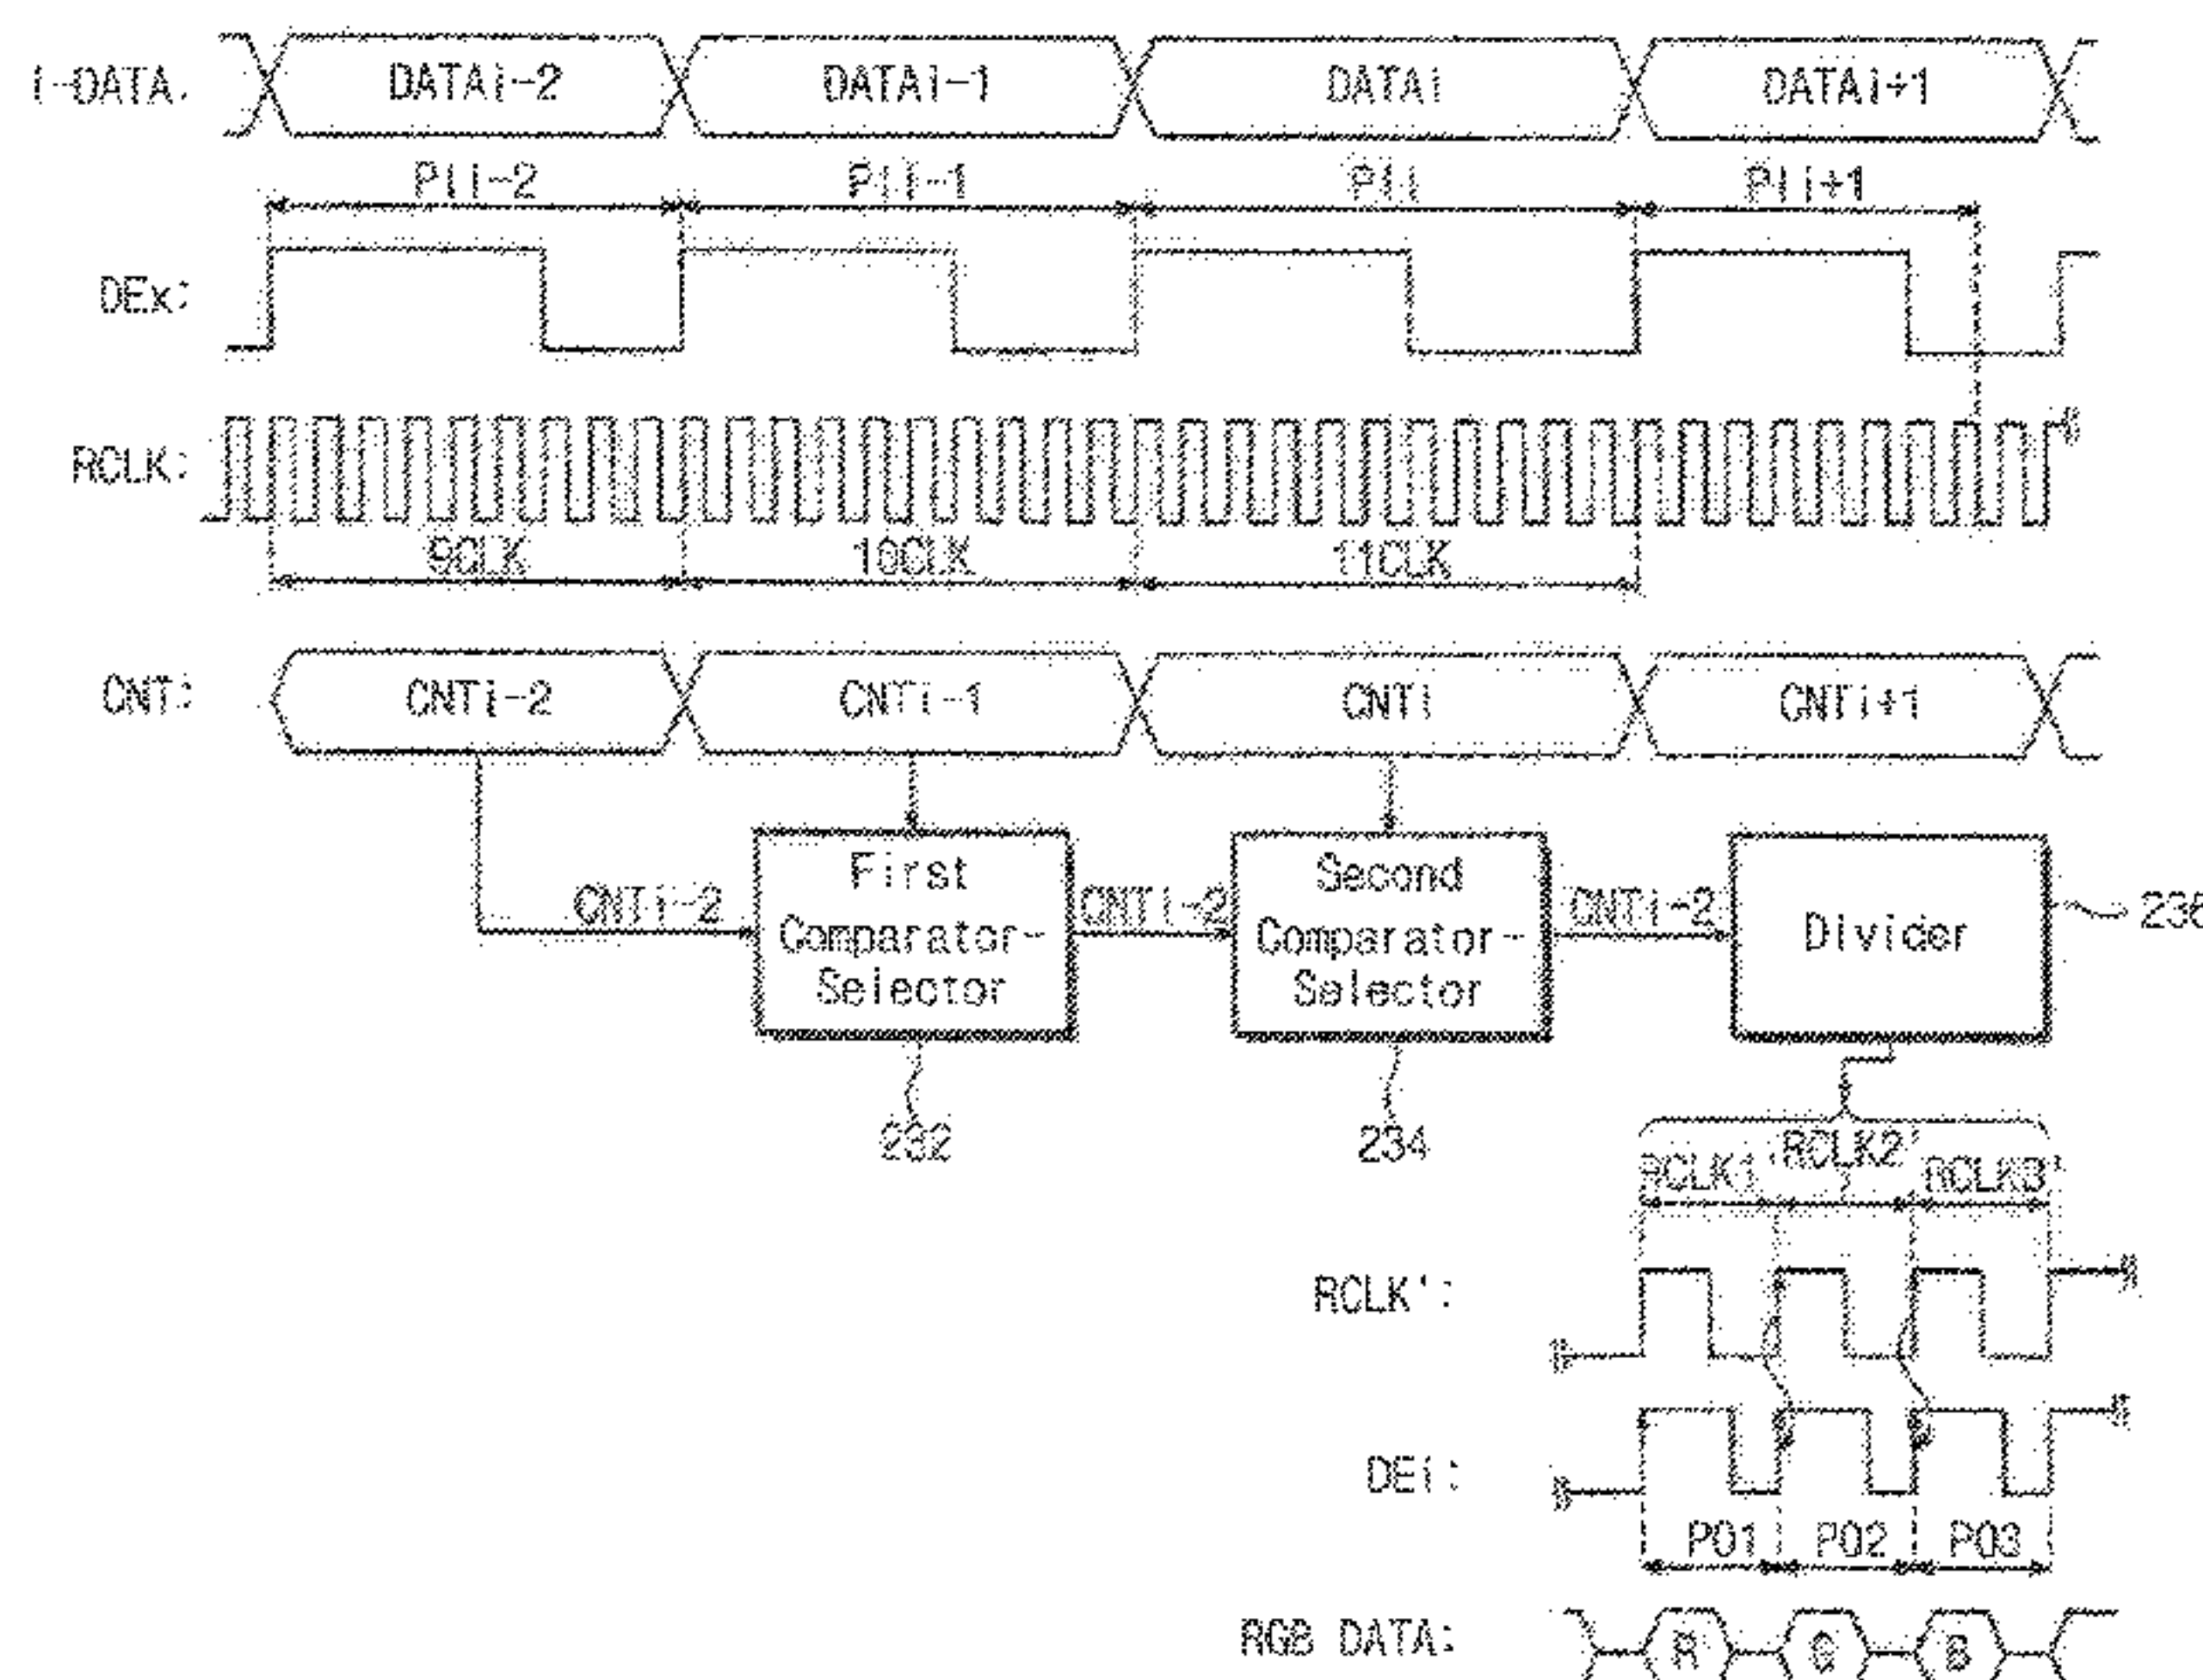 i-DATA:
DATAi-2 DATAi-1 DATAi DATAi+1
PIi-2 PIi-1 PIi PIi+1
DEx:
RCLK:
9CLK 10CLK 11CLK
CNT:
CNTi-2 CNTi-1 CNTi CNTi+1
CNTi-2
First
Comparator-
Selector
CNTi-2
Second
Comparator-
Selector
CNTi-2
Divider
232
234
RCLK1' RCLK2' RCLK3'
RCLK':
DEi:
PO1 PO2 PO3
RGB DATA:
R G B